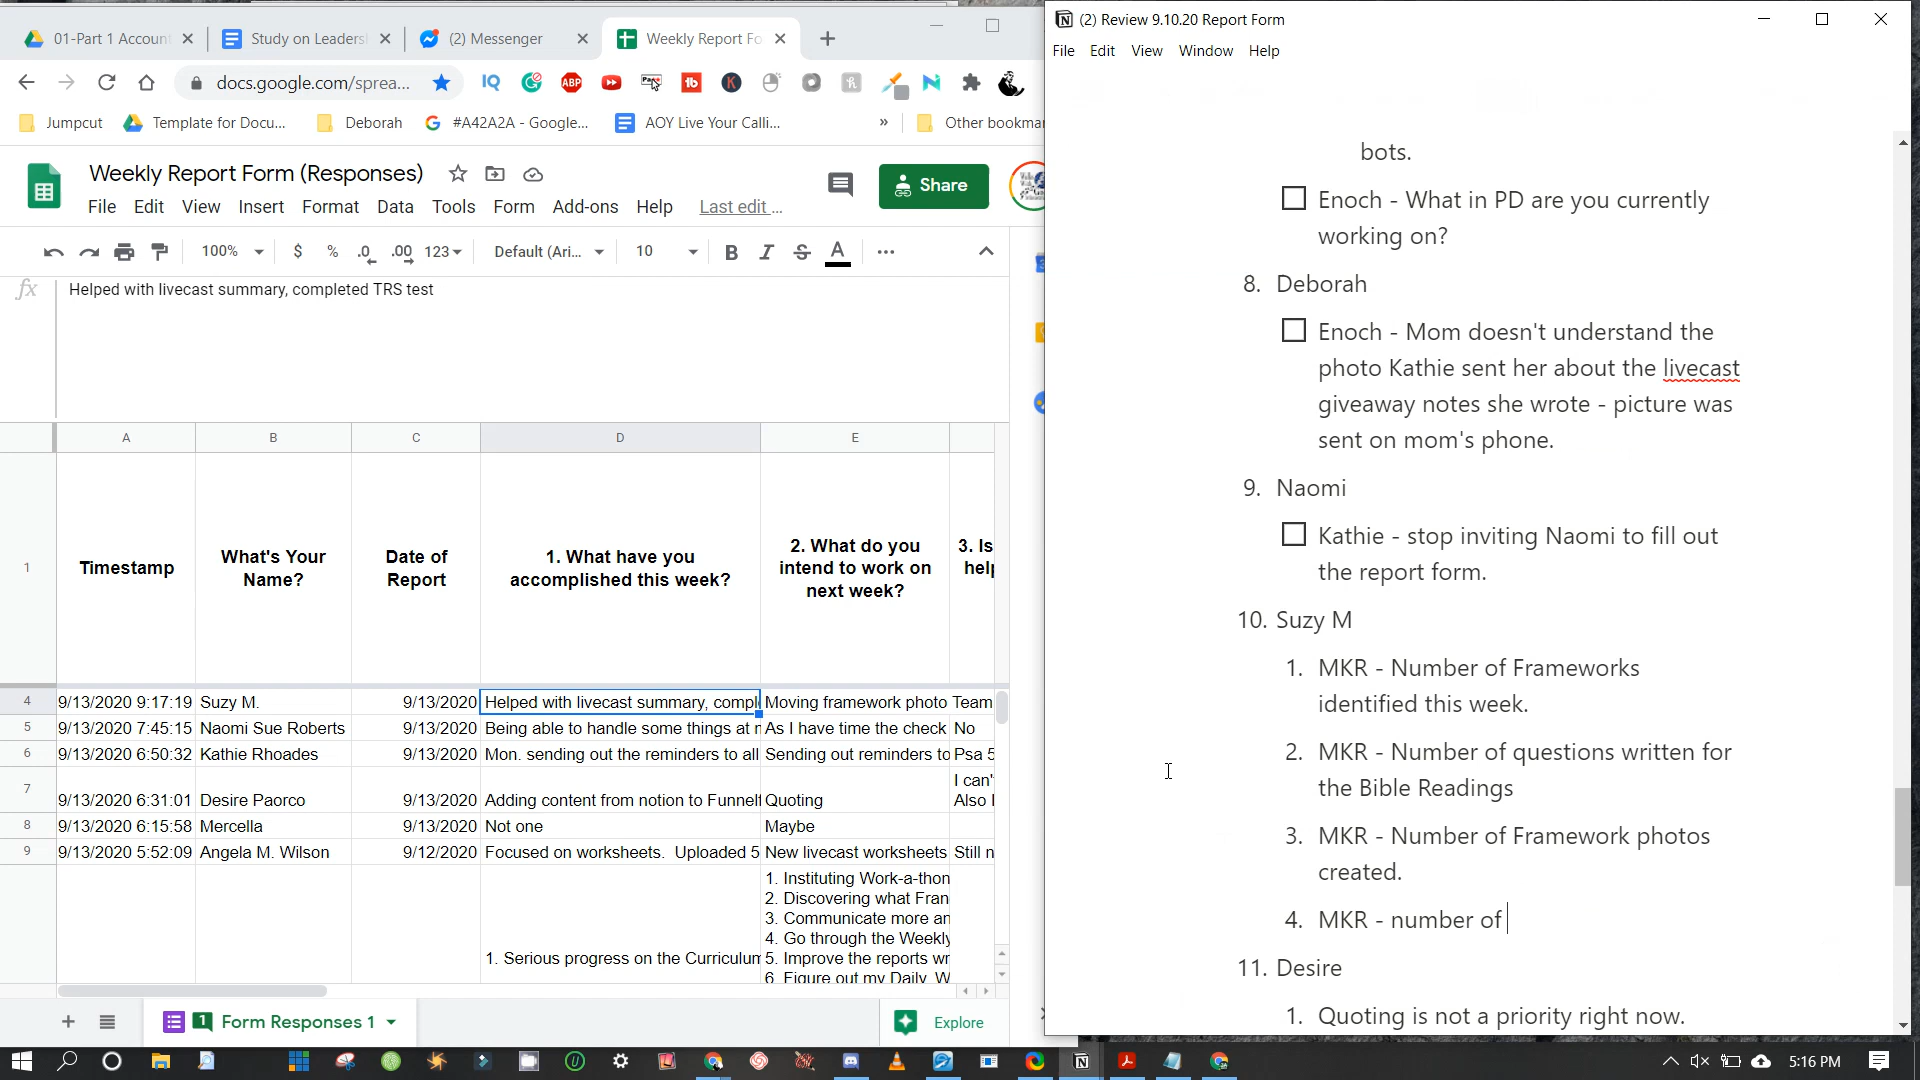 01-Part 1 Account
Study on Leaders
(2) Messenger
Weekly Report Fo
docs.google.com/sprea...
Jumpcut
Template for Docu...
Deborah
#A42A2A - Google...
AOY Live Your Calli...
»
Other bookmar
Weekly Report Form (Responses)
Share
File Edit View Insert Format Data Tools Form Add-ons Help Last edit ...
100% $ % .0 .00 123 Default (Ari... 10 B I S A ...
fx Helped with livecast summary, completed TRS test
A B C D E
1 Timestamp
What's Your
Name?
Date of
Report
1. What have you
accomplished this week?
2. What do you
intend to work on
next week?
3. Is
help
4 9/13/2020 9:17:19 Suzy M. 9/13/2020 Helped with livecast summary, compl Moving framework photo Team
5 9/13/2020 7:45:15 Naomi Sue Roberts 9/13/2020 Being able to handle some things at As I have time the check No
6 9/13/2020 6:50:32 Kathie Rhoades 9/13/2020 Mon. sending out the reminders to all Sending out reminders to Psa 5
7 9/13/2020 6:31:01 Desire Paorco 9/13/2020 Adding content from notion to Funnel Quoting
I can'
Also
8 9/13/2020 6:15:58 Mercella 9/13/2020 Not one Maybe
9 9/13/2020 5:52:09 Angela M. Wilson 9/12/2020 Focused on worksheets. Uploaded 5 New livecast worksheets Still n
1. Serious progress on the Curriculum
1. Instituting Work-a-thon
2. Discovering what Fran
3. Communicate more an
4. Go through the Weekly
5. Improve the reports wr
6. Figure out my Daily, W
Form Responses 1
1
Explore
(2) Review 9.10.20 Report Form
File Edit View Window Help
bots.
Enoch - What in PD are you currently
working on?
8. Deborah
Enoch - Mom doesn't understand the
photo Kathie sent her about the livecast
giveaway notes she wrote - picture was
sent on mom's phone.
9. Naomi
Kathie - stop inviting Naomi to fill out
the report form.
10. Suzy M
1. MKR - Number of Frameworks
identified this week.
2. MKR - Number of questions written for
the Bible Readings
3. MKR - Number of Framework photos
created.
4. MKR - number of
11. Desire
1. Quoting is not a priority right now.
5:16 PM